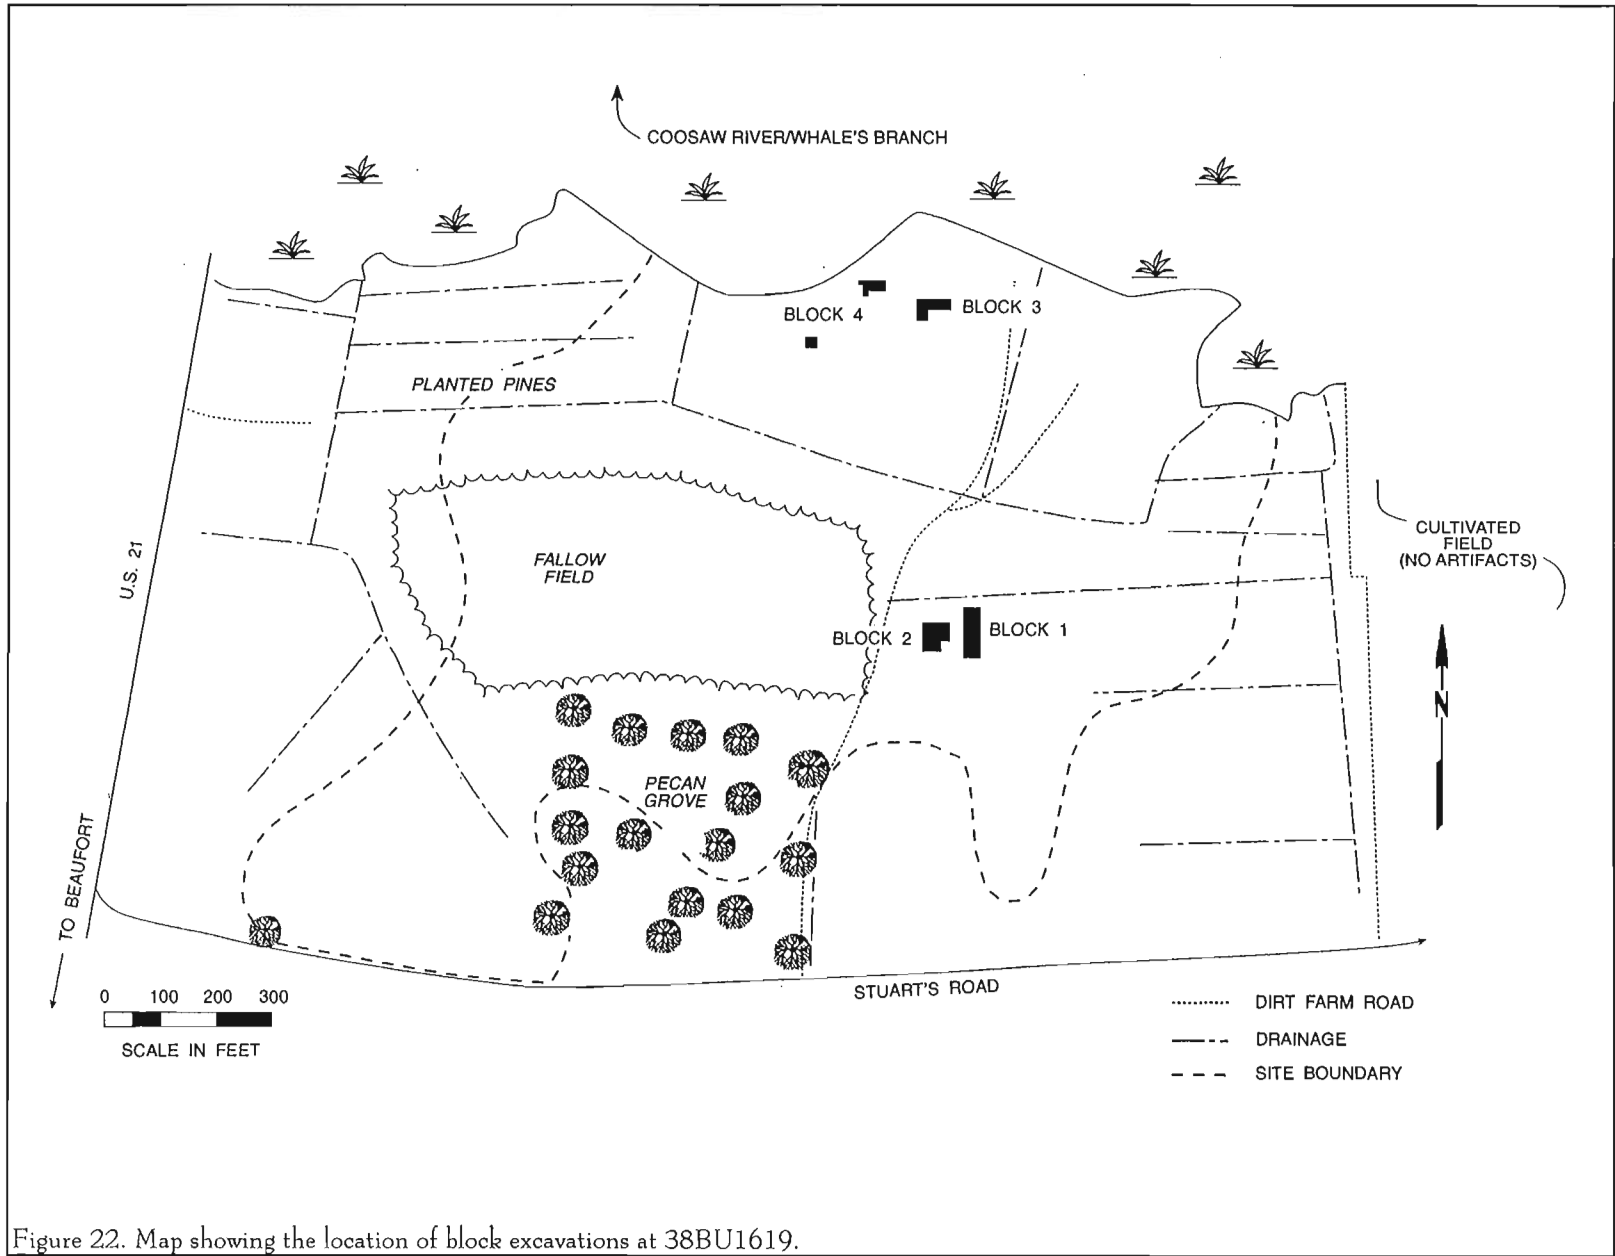 COOSAW RIVER/WHALE'S BRANCH
BLOCK 4
BLOCK 3
PLANTED PINES
CULTIVATED
FIELD
(NO ARTIFACTS)
FALLOW
FIELD
U.S. 21
BLOCK 2
BLOCK 1
N
PECAN
GROVE
TO BEAUFORT
STUART'S ROAD
0 100 200 300
SCALE IN FEET
DIRT FARM ROAD
DRAINAGE
SITE BOUNDARY
Figure 22. Map showing the location of block excavations at 38BU1619.